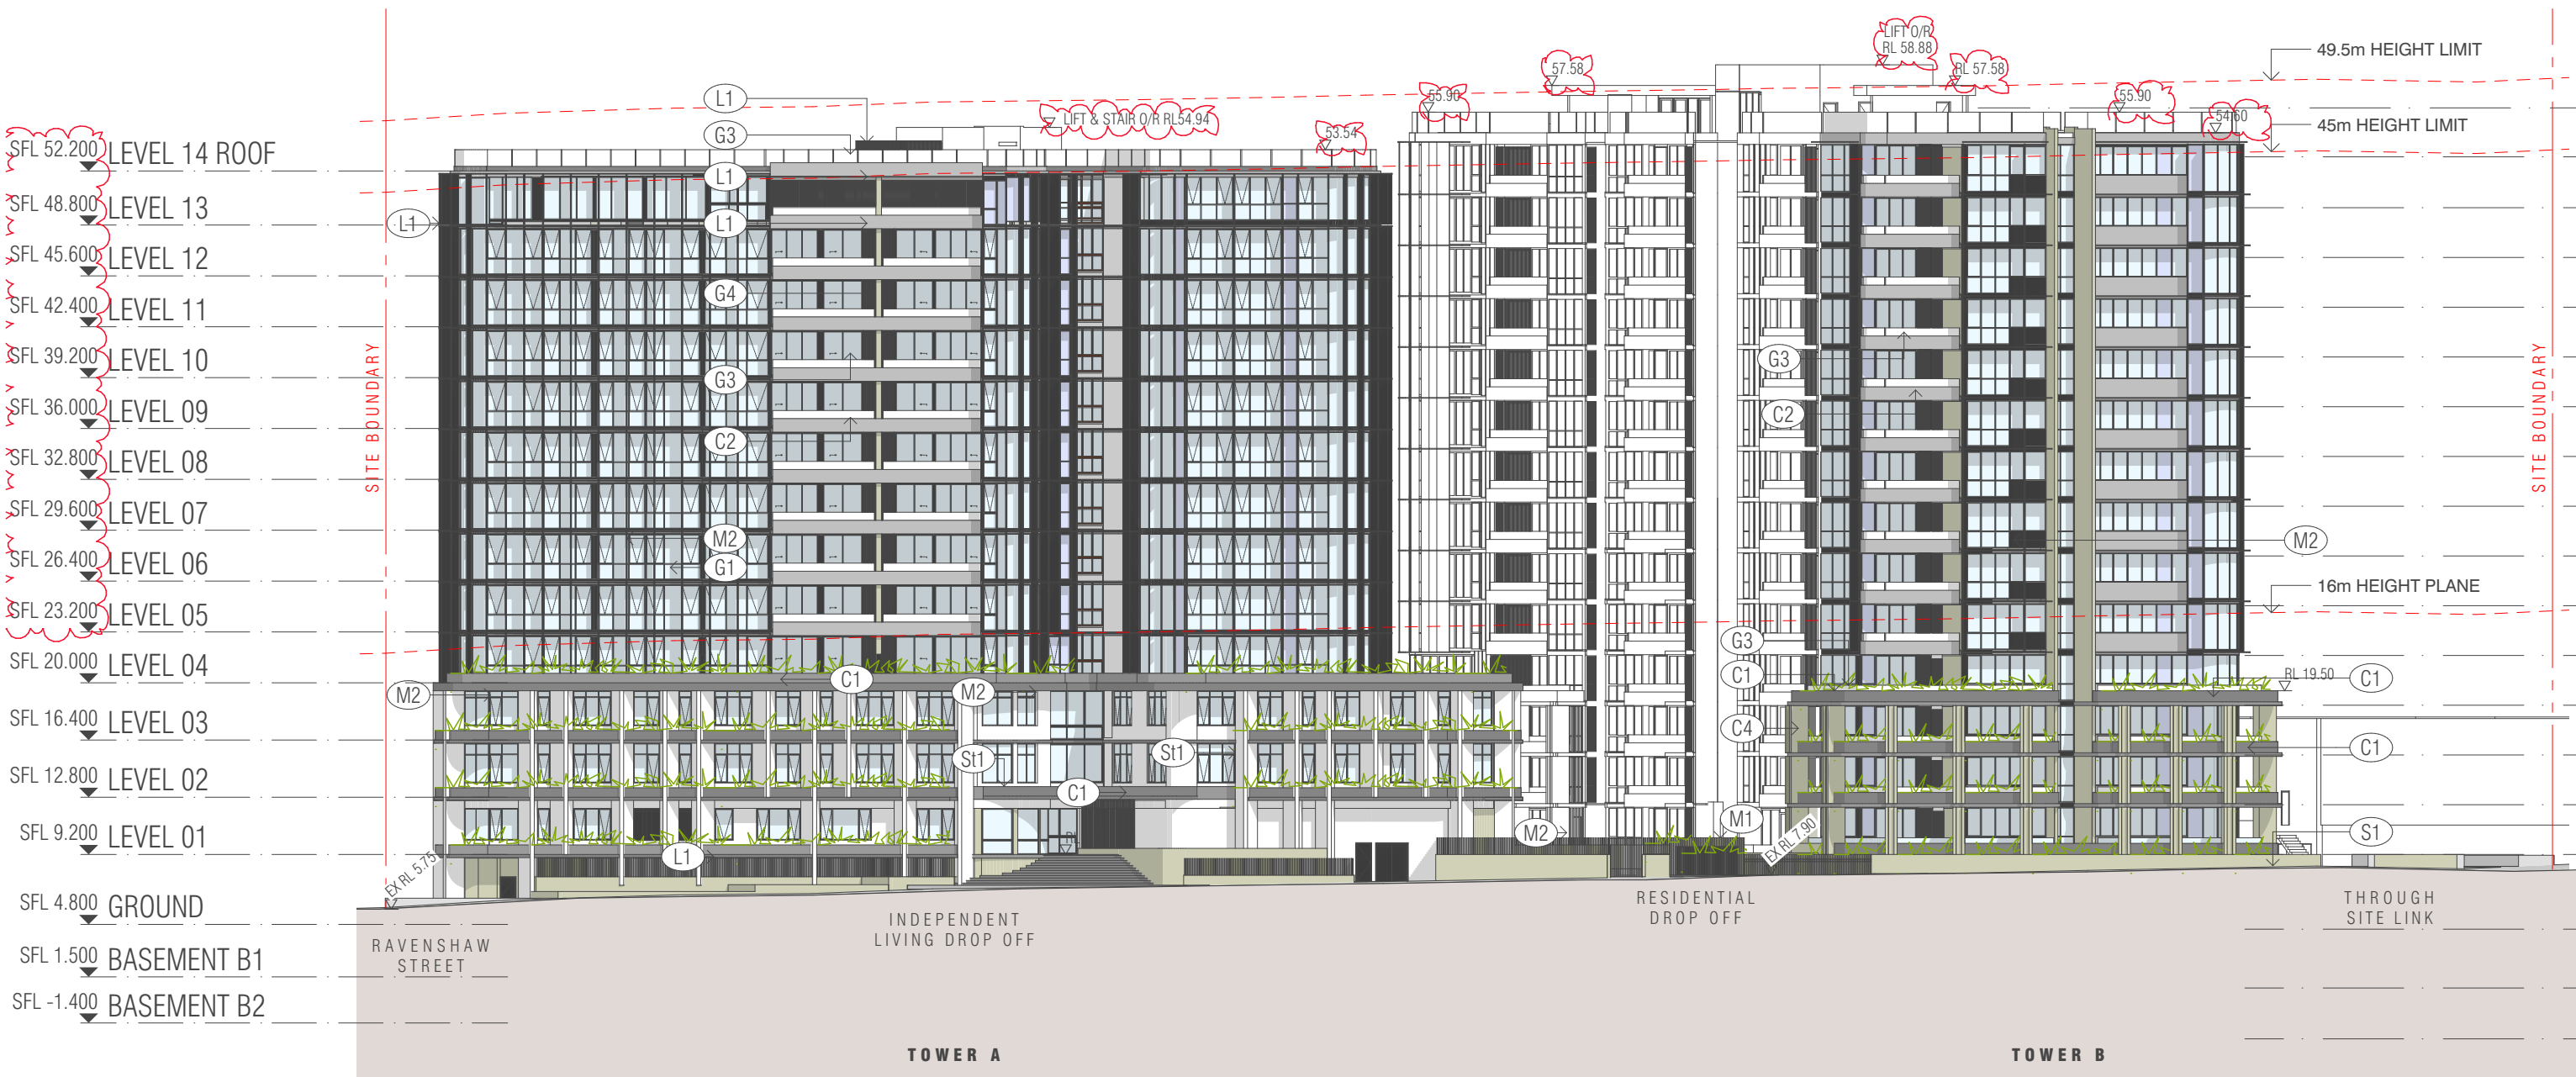 LIFT O/R
RL 58.88
49.5m HEIGHT LIMIT
57.58
RL 57.58
55.90
55.90
L1
LIFT & STAIR O/R RL54.94
54.60
45m HEIGHT LIMIT
G3
53.54
SFL 52.200 LEVEL 14 ROOF
L1
SFL 48.800 LEVEL 13
L1
L1
SFL 45.600 LEVEL 12
G4
SFL 42.400 LEVEL 11
SFL 39.200 LEVEL 10
G3
G3
SITE BOUNDARY
SITE BOUNDARY
SFL 36.000 LEVEL 09
C2
C2
SFL 32.800 LEVEL 08
SFL 29.600 LEVEL 07
M2
M2
SFL 26.400 LEVEL 06
G1
16m HEIGHT PLANE
SFL 23.200 LEVEL 05
G3
SFL 20.000 LEVEL 04
C1
C1
RL 19.50
C1
M2
M2
SFL 16.400 LEVEL 03
C4
St1
St1
C1
SFL 12.800 LEVEL 02
C1
M1
M2
S1
SFL 9.200 LEVEL 01
RL
EX RL 7.90
L1
EX RL 5.75
SFL 4.800 GROUND
INDEPENDENT
LIVING DROP OFF
RESIDENTIAL
DROP OFF
THROUGH
SITE LINK
RAVENSHAW
STREET
SFL 1.500 BASEMENT B1
SFL -1.400 BASEMENT B2
TOWER A
TOWER B